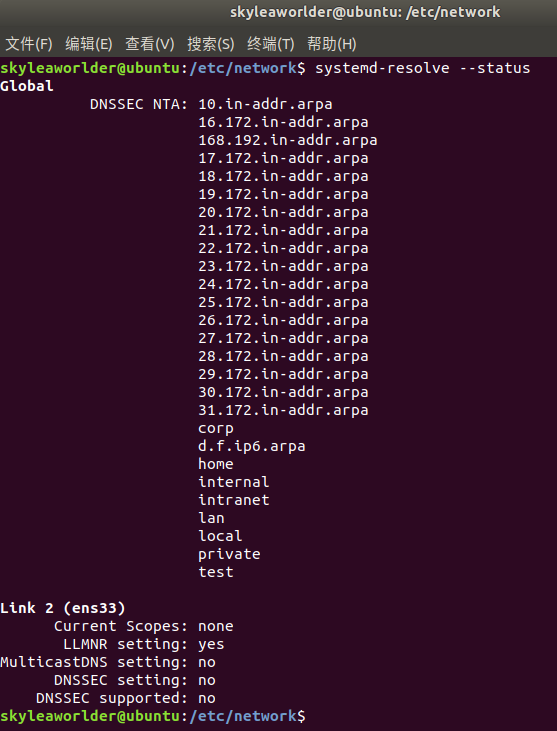 skyleaworlder@ubuntu: /etc/network
文件(F) 编辑(E) 查看(V) 搜索(S) 终端(T) 帮助(H)
skyleaworlder@ubuntu:/etc/network$ systemd-resolve --status
Global
DNSSEC NTA: 10.in-addr.arpa
16.172.in-addr.arpa
168.192.in-addr.arpa
17.172.in-addr.arpa
18.172.in-addr.arpa
19.172.in-addr.arpa
20.172.in-addr.arpa
21.172.in-addr.arpa
22.172.in-addr.arpa
23.172.in-addr.arpa
24.172.in-addr.arpa
25.172.in-addr.arpa
26.172.in-addr.arpa
27.172.in-addr.arpa
28.172.in-addr.arpa
29.172.in-addr.arpa
30.172.in-addr.arpa
31.172.in-addr.arpa
corp
d.f.ip6.arpa
home
internal
intranet
lan
local
private
test
Link 2 (ens33)
Current Scopes: none
LLMNR setting: yes
MulticastDNS setting: no
DNSSEC setting: no
DNSSEC supported: no
skyleaworlder@ubuntu:/etc/network$